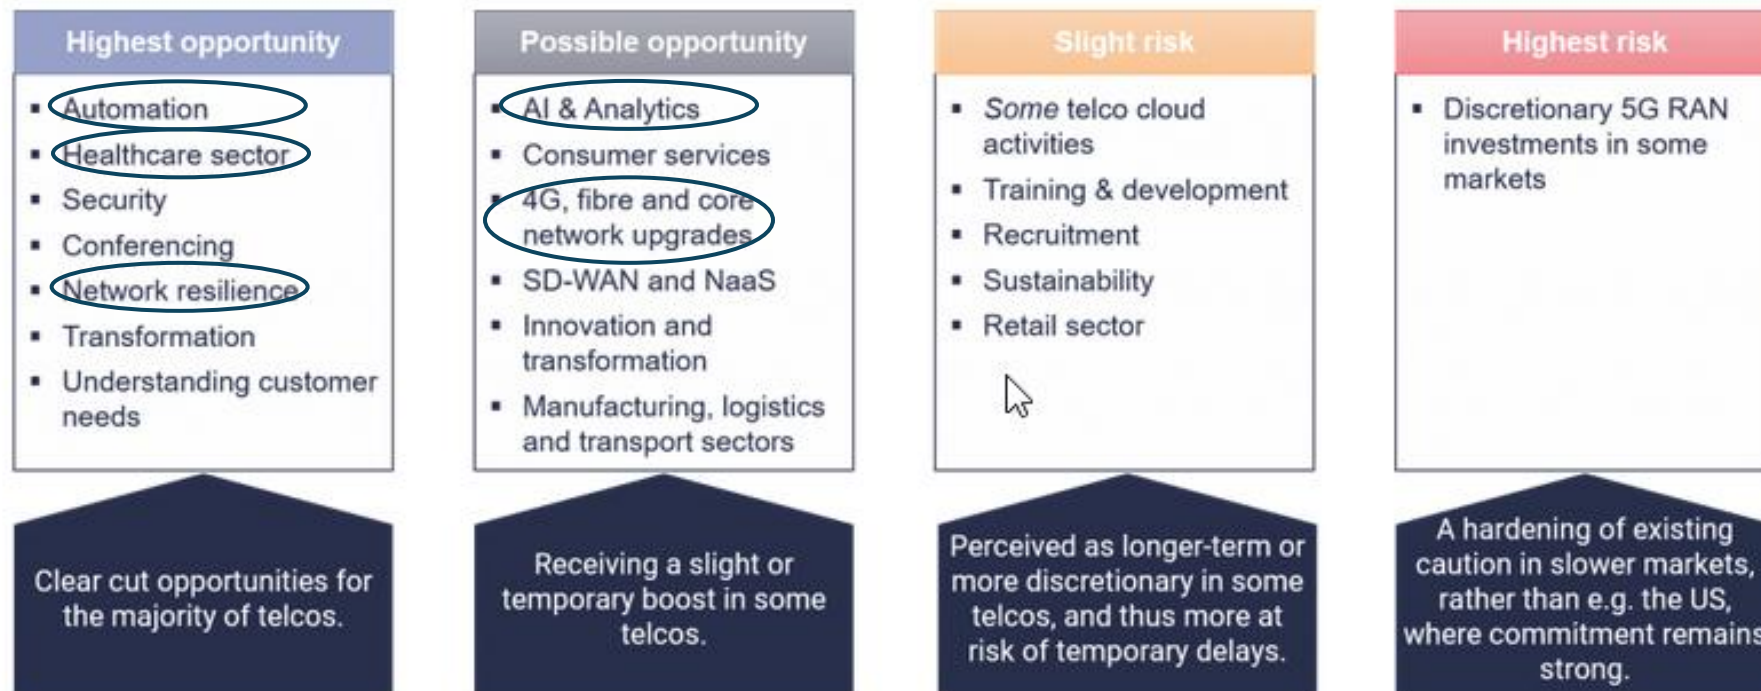 Highest opportunity
Automation
Healthcare sector
Security
Conferencing
Network resilience
Transformation
Understanding customer
needs
Clear cut opportunities for
the majority of telcos.
Possible opportunity
AI & Analytics
Consumer services
4G, fibre and core
network upgrades
SD-WAN and NaaS
Innovation and
transformation
Manufacturing, logistics
and transport sectors
Receiving a slight or
temporary boost in some
telcos.
Slight risk
Some telco cloud
activities
Training & development
Recruitment
Sustainability
Retail sector
Perceived as longer-term or
more discretionary in some
telcos, and thus more at
risk of temporary delays.
Highest risk
Discretionary 5G RAN
investments in some
markets
A hardening of existing
caution in slower markets,
rather than e.g. the US,
where commitment remains
strong.